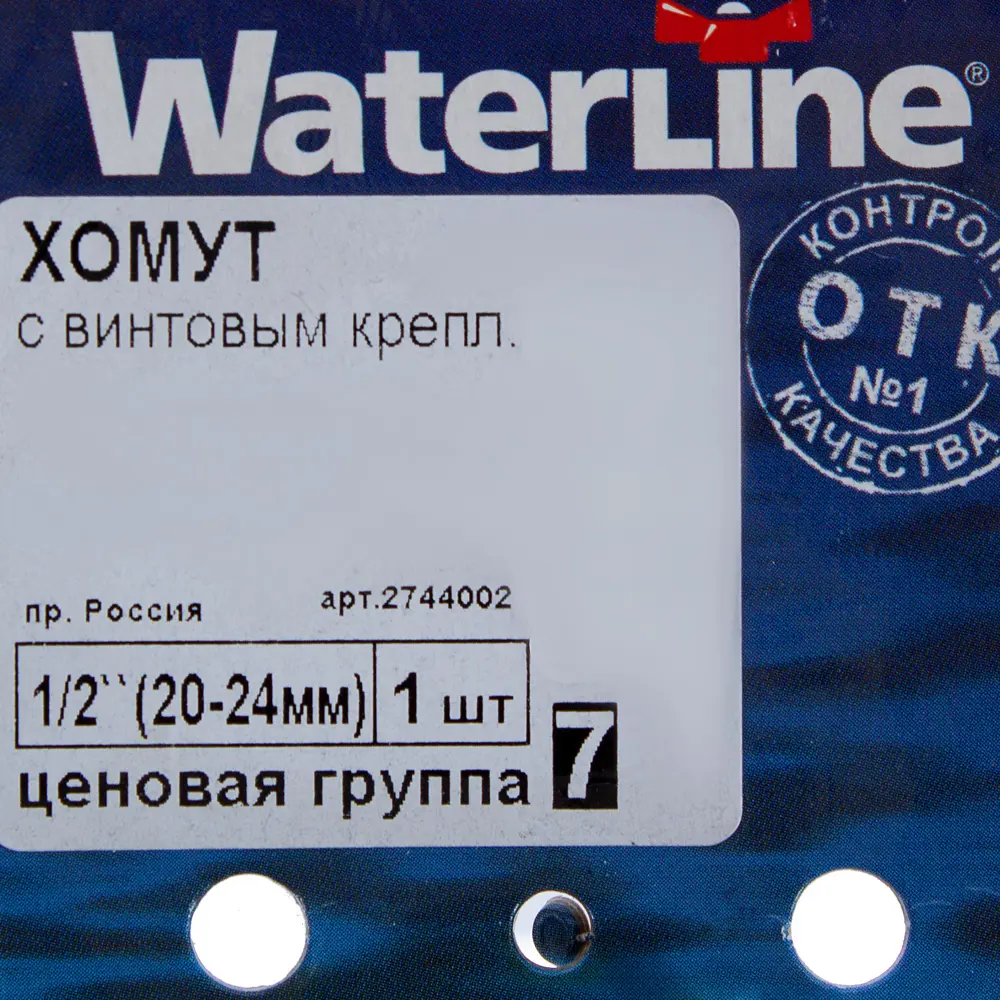 WaterLine®
ХОМУТ
с винтовым крепл.
КОНТРОЛ
ОТК
№1
КАЧЕСТВА
пр. Россия
арт.2744002
1/2`` (20-24мм) 1 шт
ценовая группа 7